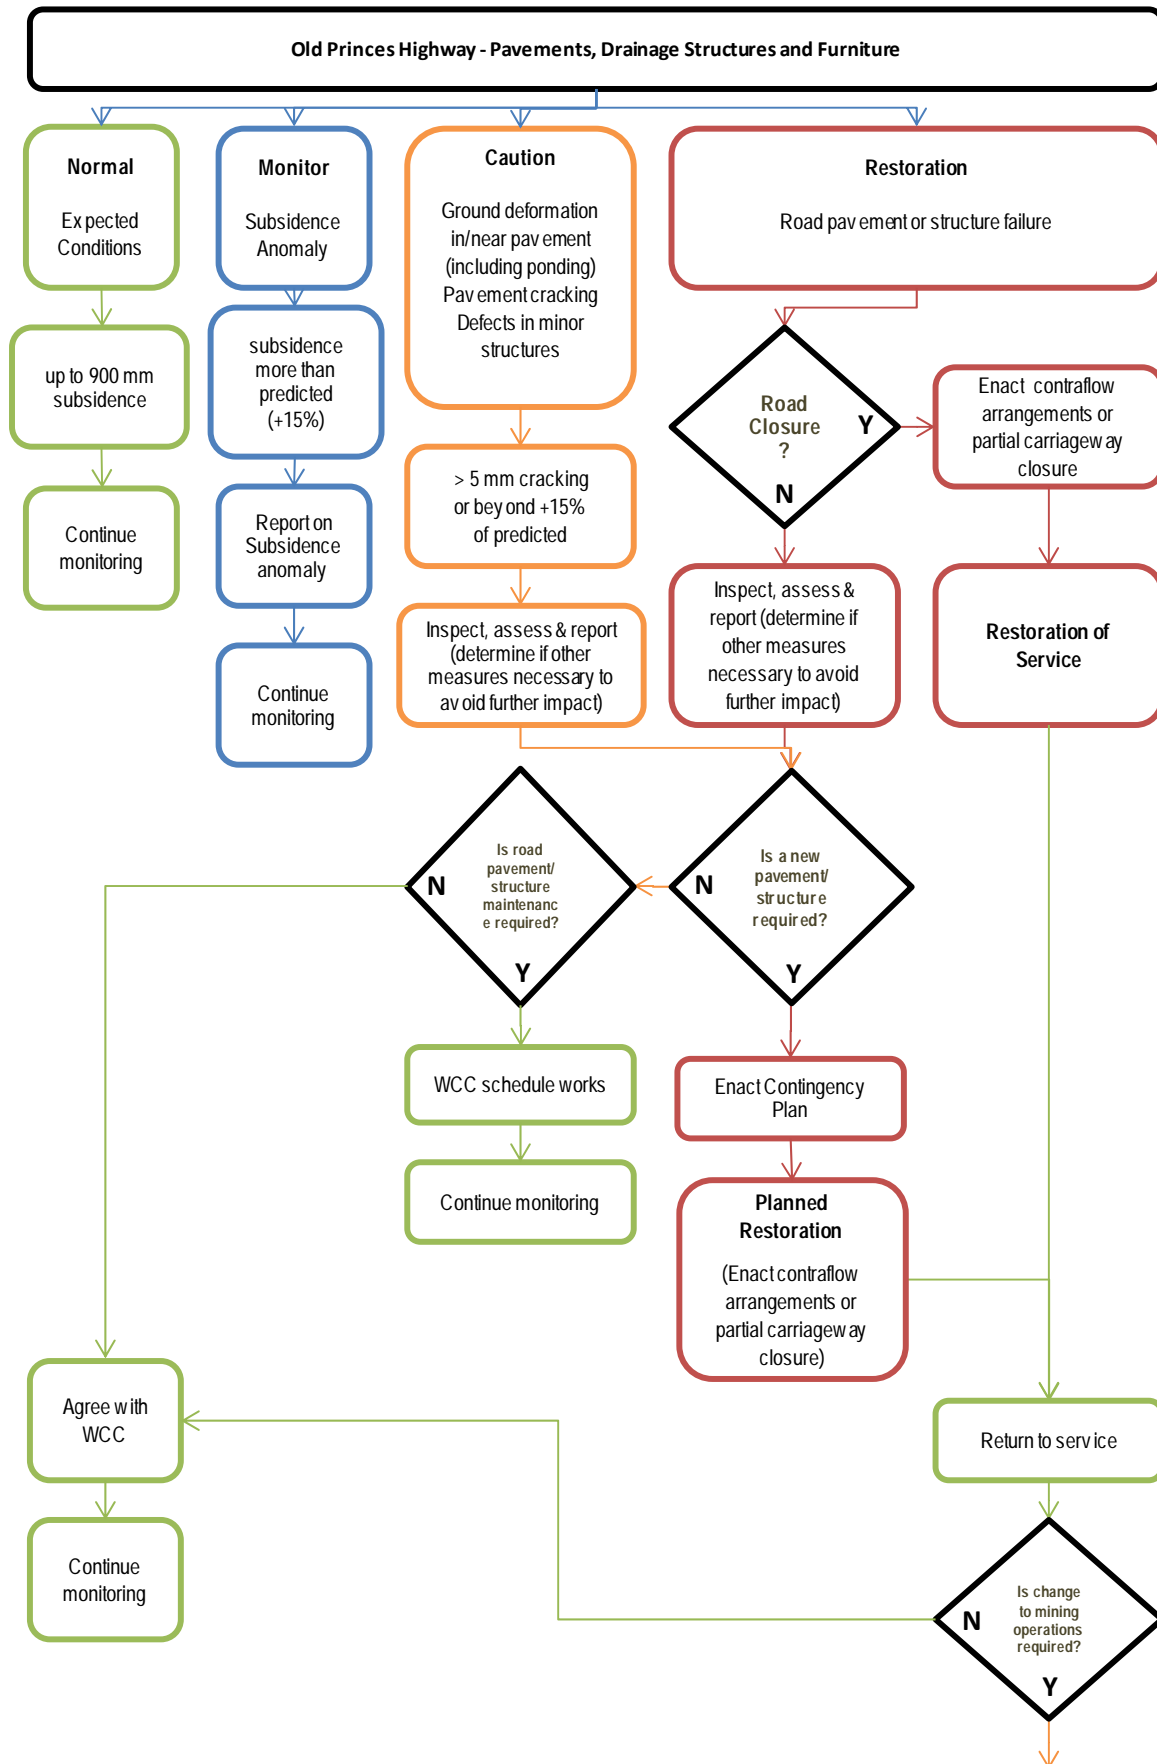 Old Princes Highway - Pavements, Drainage Structures and Furniture
Normal
Expected
Conditions
up to 900 mm
subsidence
Continue
monitoring
Monitor
Subsidence
Anomaly
subsidence
more than
predicted
(+15%)
Report on
Subsidence
anomaly
Continue
monitoring
Caution
Ground deformation
in/near pavement
(including ponding)
Pavement cracking
Defects in minor
structures
> 5 mm cracking
or beyond +15%
of predicted
Inspect, assess & report
(determine if other
measures necessary to
avoid further impact)
Restoration
Road pavement or structure failure
Road
Closure
?
Y
N
Enact contraflow
arrangements or
partial carriageway
closure
Inspect, assess &
report (determine if
other measures
necessary to avoid
further impact)
Restoration of
Service
Is road
pavement/
structure
maintenanc
e required?
N
Y
Is a new
pavement/
structure
required?
N
Y
WCC schedule works
Continue monitoring
Enact Contingency
Plan
Planned
Restoration
(Enact contraflow
arrangements or
partial carriageway
closure)
Agree with
WCC
Continue
monitoring
Return to service
Is change
to mining
operations
required?
N
Y